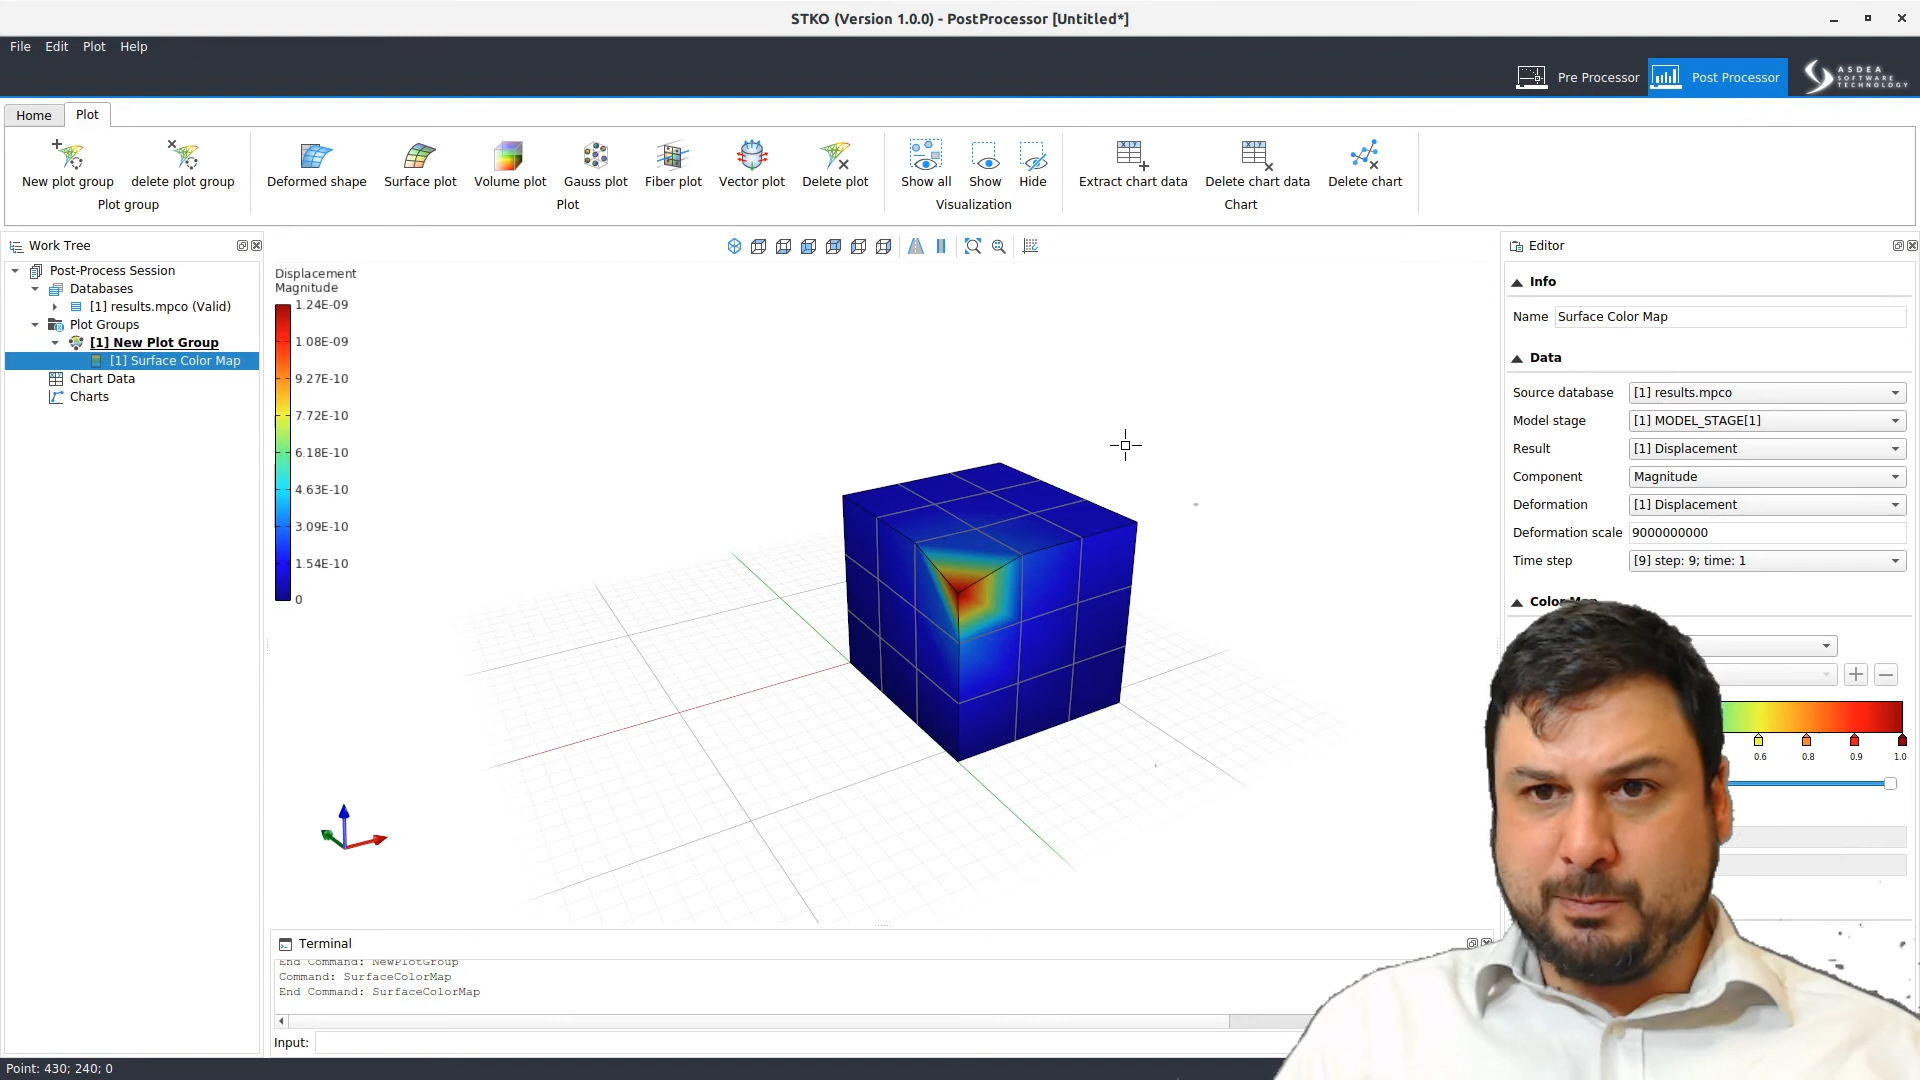 STKO (Version 1.0.0) - PostProcessor [Untitled*]
File Edit Plot Help
Pre Processor Post Processor ASDEA SOFTWARE TECHNOLOGY
Home Plot
New plot group delete plot group Deformed shape Surface plot Volume plot Gauss plot Fiber plot Vector plot Delete plot Show all Show Hide Extract chart data Delete chart data Delete chart
Plot group Plot Visualization Chart
Work Tree
Post-Process Session
Databases
[1] results.mpco (Valid)
Plot Groups
[1] New Plot Group
[1] Surface Color Map
Chart Data
Charts
Displacement
Magnitude
1.24E-09
1.08E-09
9.27E-10
7.72E-10
6.18E-10
4.63E-10
3.09E-10
1.54E-10
0
Editor
Info
Name Surface Color Map
Data
Source database [1] results.mpco
Model stage [1] MODEL_STAGE[1]
Result [1] Displacement
Component Magnitude
Deformation [1] Displacement
Deformation scale 9000000000
Time step [9] step: 9; time: 1
Color Map
0.6 0.8 0.9 1.0
Terminal
End Command: NewPlotGroup
Command: SurfaceColorMap
End Command: SurfaceColorMap
Input:
Point: 430; 240; 0